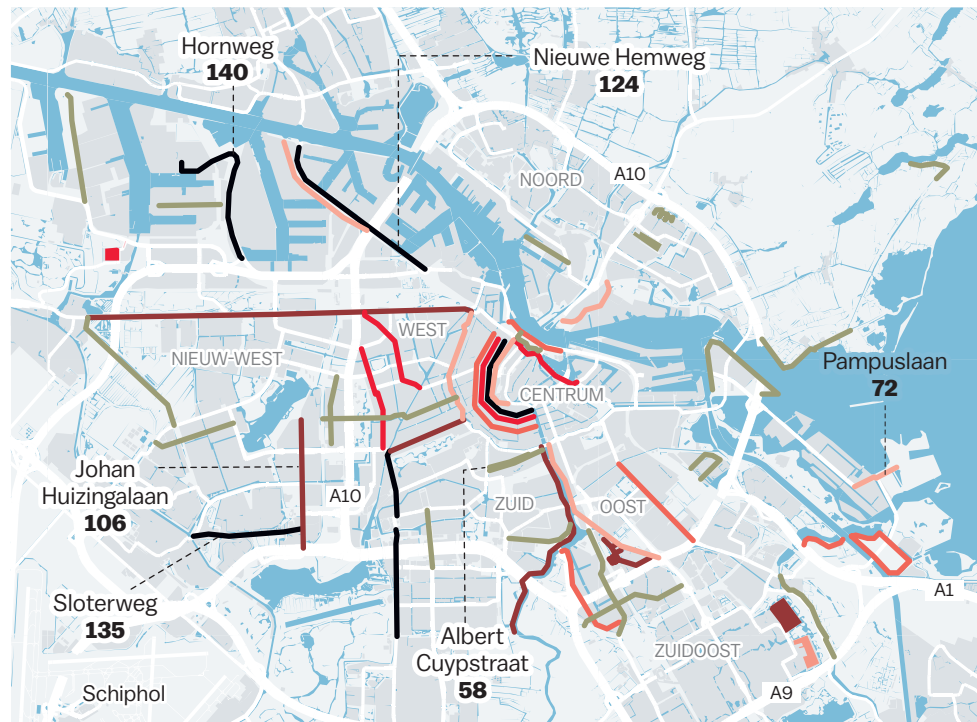 Hornweg
140
Nieuwe Hemweg
124
NOORD
A10
WEST
NIEUW-WEST
Pampuslaan
72
CENTRUM
Johan
Huizingalaan
106
A10
ZUID
OOST
Sloterweg
135
A1
Albert
Cuypstraat
58
ZUIDOOST
Schiphol
A9